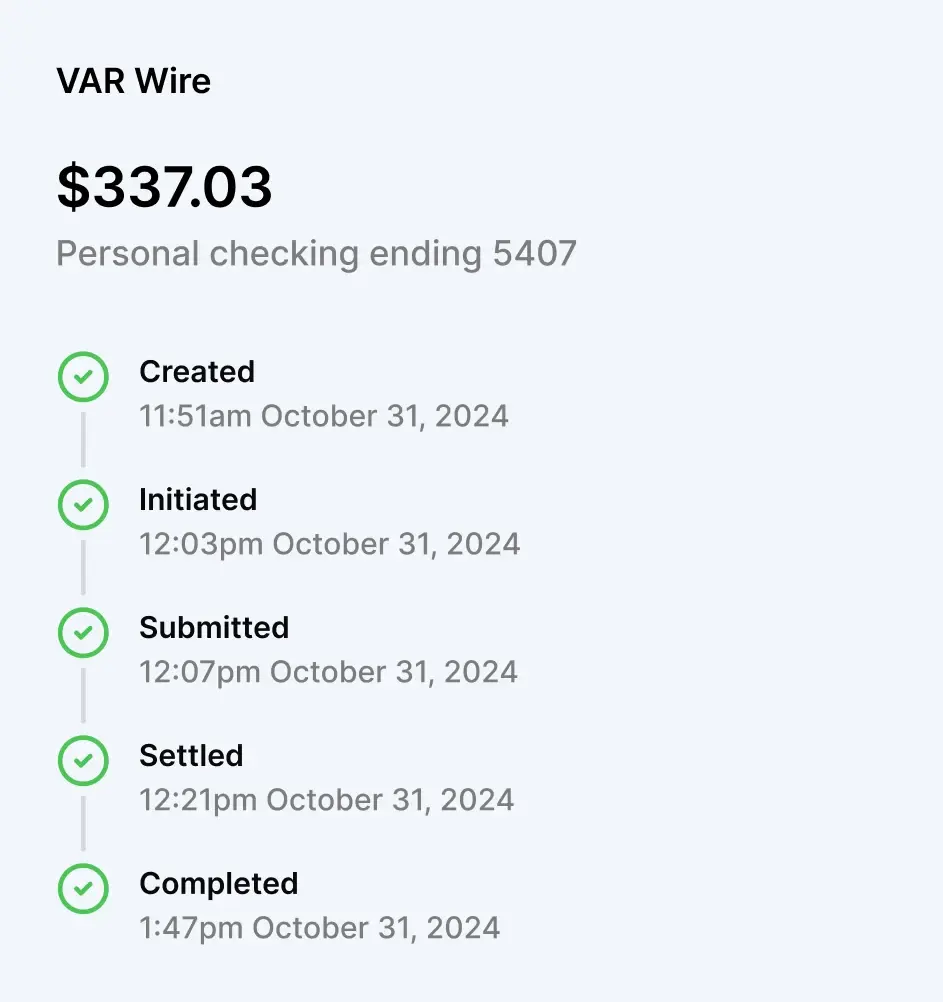 VAR Wire
$337.03
Personal checking ending 5407
Created
11:51am October 31, 2024
Initiated
12:03pm October 31, 2024
Submitted
12:07pm October 31, 2024
Settled
12:21pm October 31, 2024
Completed
1:47pm October 31, 2024